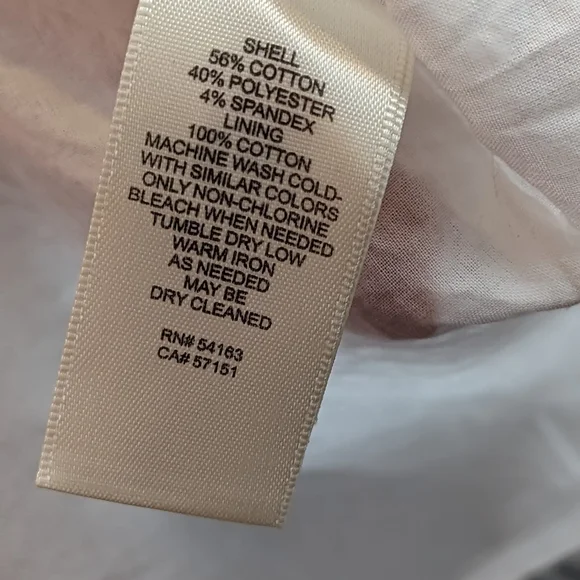 SHELL
56% COTTON
40% POLYESTER
4% SPANDEX
LINING
100% COTTON
MACHINE WASH COLD-
WITH SIMILAR COLORS
ONLY NON-CHLORINE
BLEACH WHEN NEEDED
TUMBLE DRY LOW
WARM IRON
AS NEEDED
MAY BE
DRY CLEANED
RN# 54163
CA# 57151